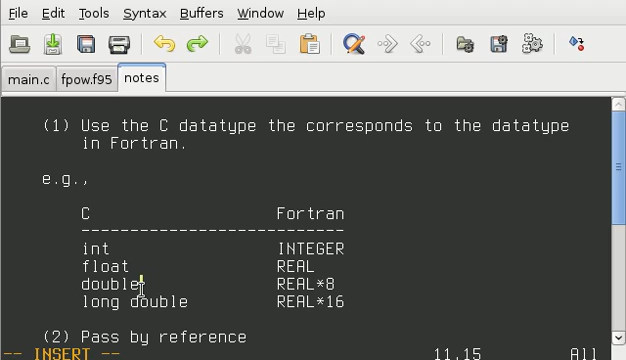 File Edit Tools Syntax Buffers Window Help
main.c fpow.f95 notes
(1) Use the C datatype the corresponds to the datatype
in Fortran.
e.g.,
C Fortran
---------------------------
int INTEGER
float REAL
double REAL*8
long double REAL*16
(2) Pass by reference
-- INSERT -- 11,15 All